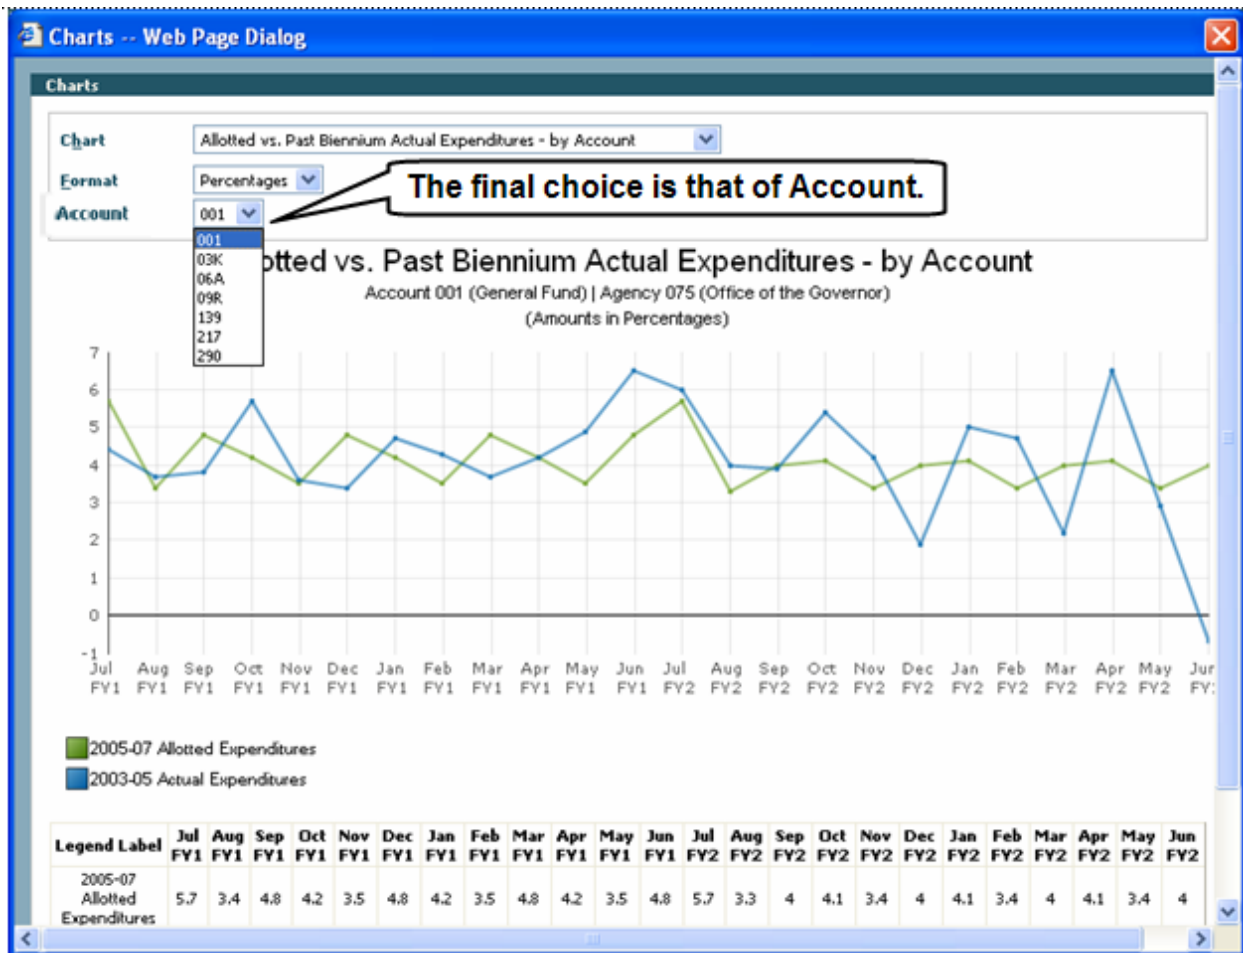 Charts -- Web Page Dialog
Charts
Chart Allotted vs. Past Biennium Actual Expenditures - by Account
Format Percentages
The final choice is that of Account.
Account 001
001
03K
06A
09R
139
217
290
otted vs. Past Biennium Actual Expenditures - by Account
Account 001 (General Fund) | Agency 075 (Office of the Governor)
(Amounts in Percentages)
7
6
5
4
3
2
1
0
-1
Jul Aug Sep Oct Nov Dec Jan Feb Mar Apr May Jun Jul Aug Sep Oct Nov Dec Jan Feb Mar Apr May Jun
FY1 FY1 FY1 FY1 FY1 FY1 FY1 FY1 FY1 FY1 FY1 FY1 FY2 FY2 FY2 FY2 FY2 FY2 FY2 FY2 FY2 FY2 FY2 FY
2005-07 Allotted Expenditures
2003-05 Actual Expenditures
Legend Label Jul FY1 Aug FY1 Sep FY1 Oct FY1 Nov FY1 Dec FY1 Jan FY1 Feb FY1 Mar FY1 Apr FY1 May FY1 Jun FY1 Jul FY2 Aug FY2 Sep FY2 Oct FY2 Nov FY2 Dec FY2 Jan FY2 Feb FY2 Mar FY2 Apr FY2 May FY2 Jun FY2
2005-07
Allotted 5.7 3.4 4.8 4.2 3.5 4.8 4.2 3.5 4.8 4.2 3.5 4.8 5.7 3.3 4 4.1 3.4 4 4.1 3.4 4 4.1 3.4 4
Expenditures